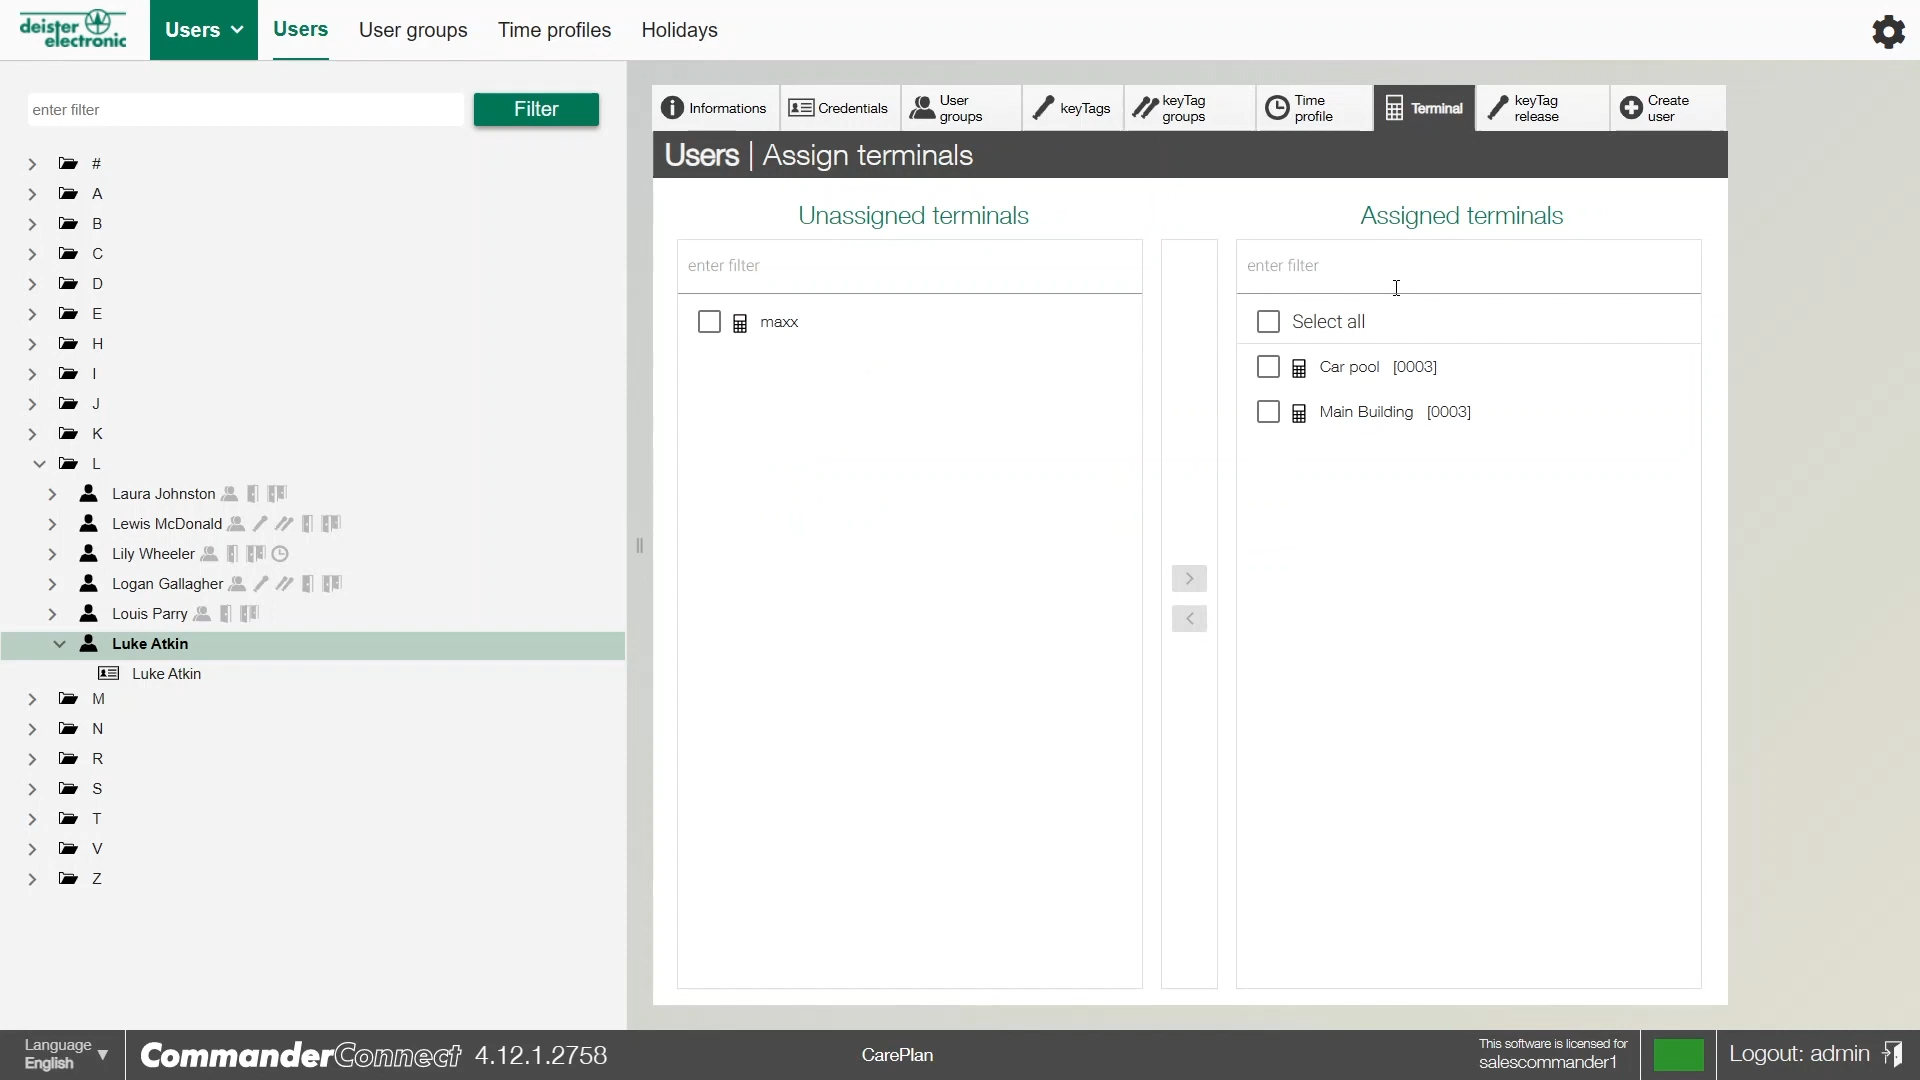 deister
electronic
Users
Users
User groups
Time profiles
Holidays
enter filter
Filter
#
A
B
C
D
E
H
I
J
K
L
Laura Johnston
Lewis McDonald
Lily Wheeler
Logan Gallagher
Louis Parry
Luke Atkin
Luke Atkin
M
N
R
S
T
V
Z
Informations
Credentials
User
groups
keyTags
keyTag
groups
Time
profile
Terminal
keyTag
release
Create
user
Users | Assign terminals
Unassigned terminals
enter filter
maxx
Assigned terminals
enter filter
Select all
Car pool [0003]
Main Building [0003]
Language
English
CommanderConnect 4.12.1.2758
CarePlan
This software is licensed for
salescommander1
Logout: admin